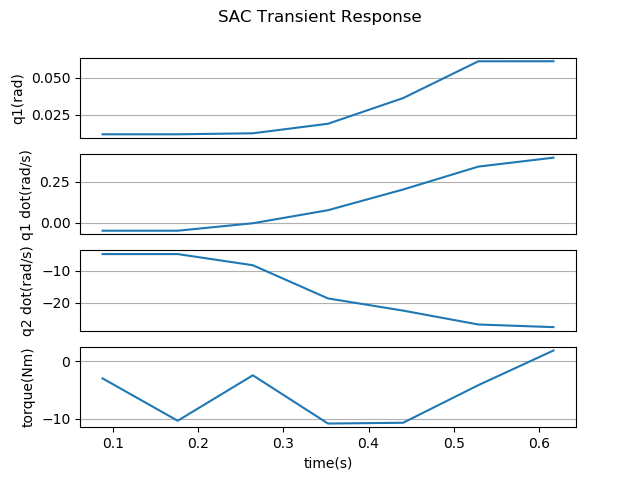 SAC Transient Response
q1(rad)
0.050
0.025
q1 dot(rad/s)
0.25
0.00
q2 dot(rad/s)
−10
−20
torque(Nm)
0
−10
0.1 0.2 0.3 0.4 0.5 0.6
time(s)